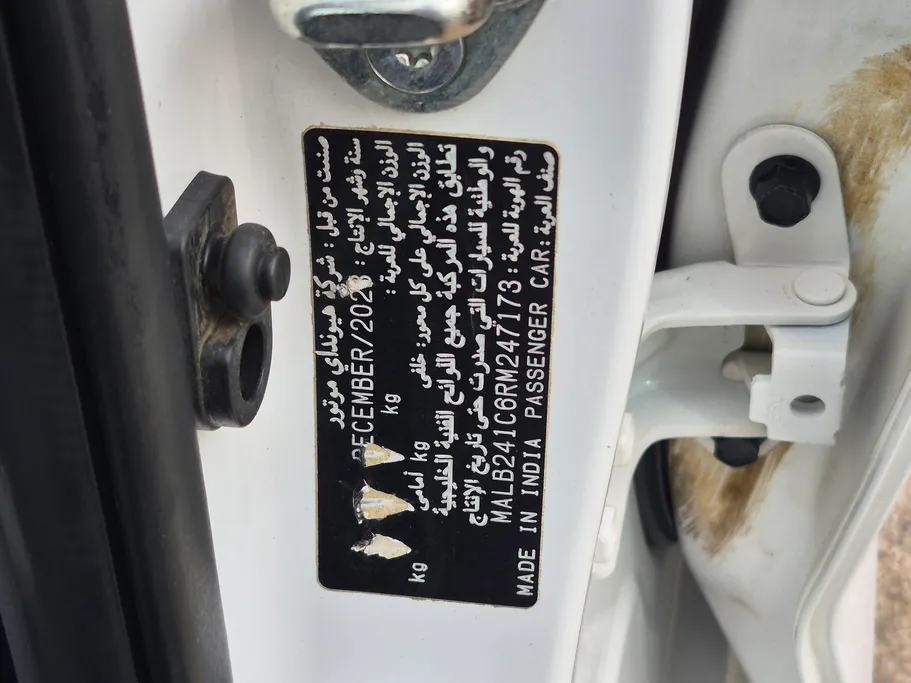 صنعت من قبل : شركة هيونداي موتور
سنة وشهر الإنتاج : DECEMBER/2023
الوزن الإجمالي للعربة : kg
الوزن الإجمالي على كل محور: خلفى kg أمامى kg
تطابق هذه المركبة جميع اللوائح الفنية الخليجية
والوطنية للسيارات التي صدرت حتى تاريخ الإنتاج
رقم الهوية للعربة : MALB241C6RM247173
صنف العربة: MADE IN INDIA PASSENGER CAR